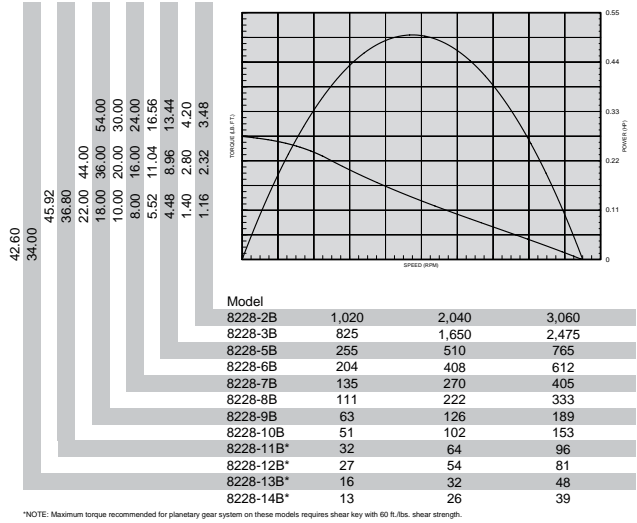 42.60
34.00
45.92
36.80
22.00 44.00
18.00 36.00 54.00
10.00 20.00 30.00
8.00 16.00 24.00
5.52 11.04 16.56
4.48 8.96 13.44
1.40 2.80 4.20
1.16 2.32 3.48
TORQUE (LB. FT.)
0.55
0.44
0.33
0.22
0.11
0
POWER (HP)
SPEED (RPM)
Model
8228-2B 1,020 2,040 3,060
8228-3B 825 1,650 2,475
8228-5B 255 510 765
8228-6B 204 408 612
8228-7B 135 270 405
8228-8B 111 222 333
8228-9B 63 126 189
8228-10B 51 102 153
8228-11B* 32 64 96
8228-12B* 27 54 81
8228-13B* 16 32 48
8228-14B* 13 26 39
*NOTE: Maximum torque recommended for planetary gear system on these models requires shear key with 60 ft./lbs. shear strength.